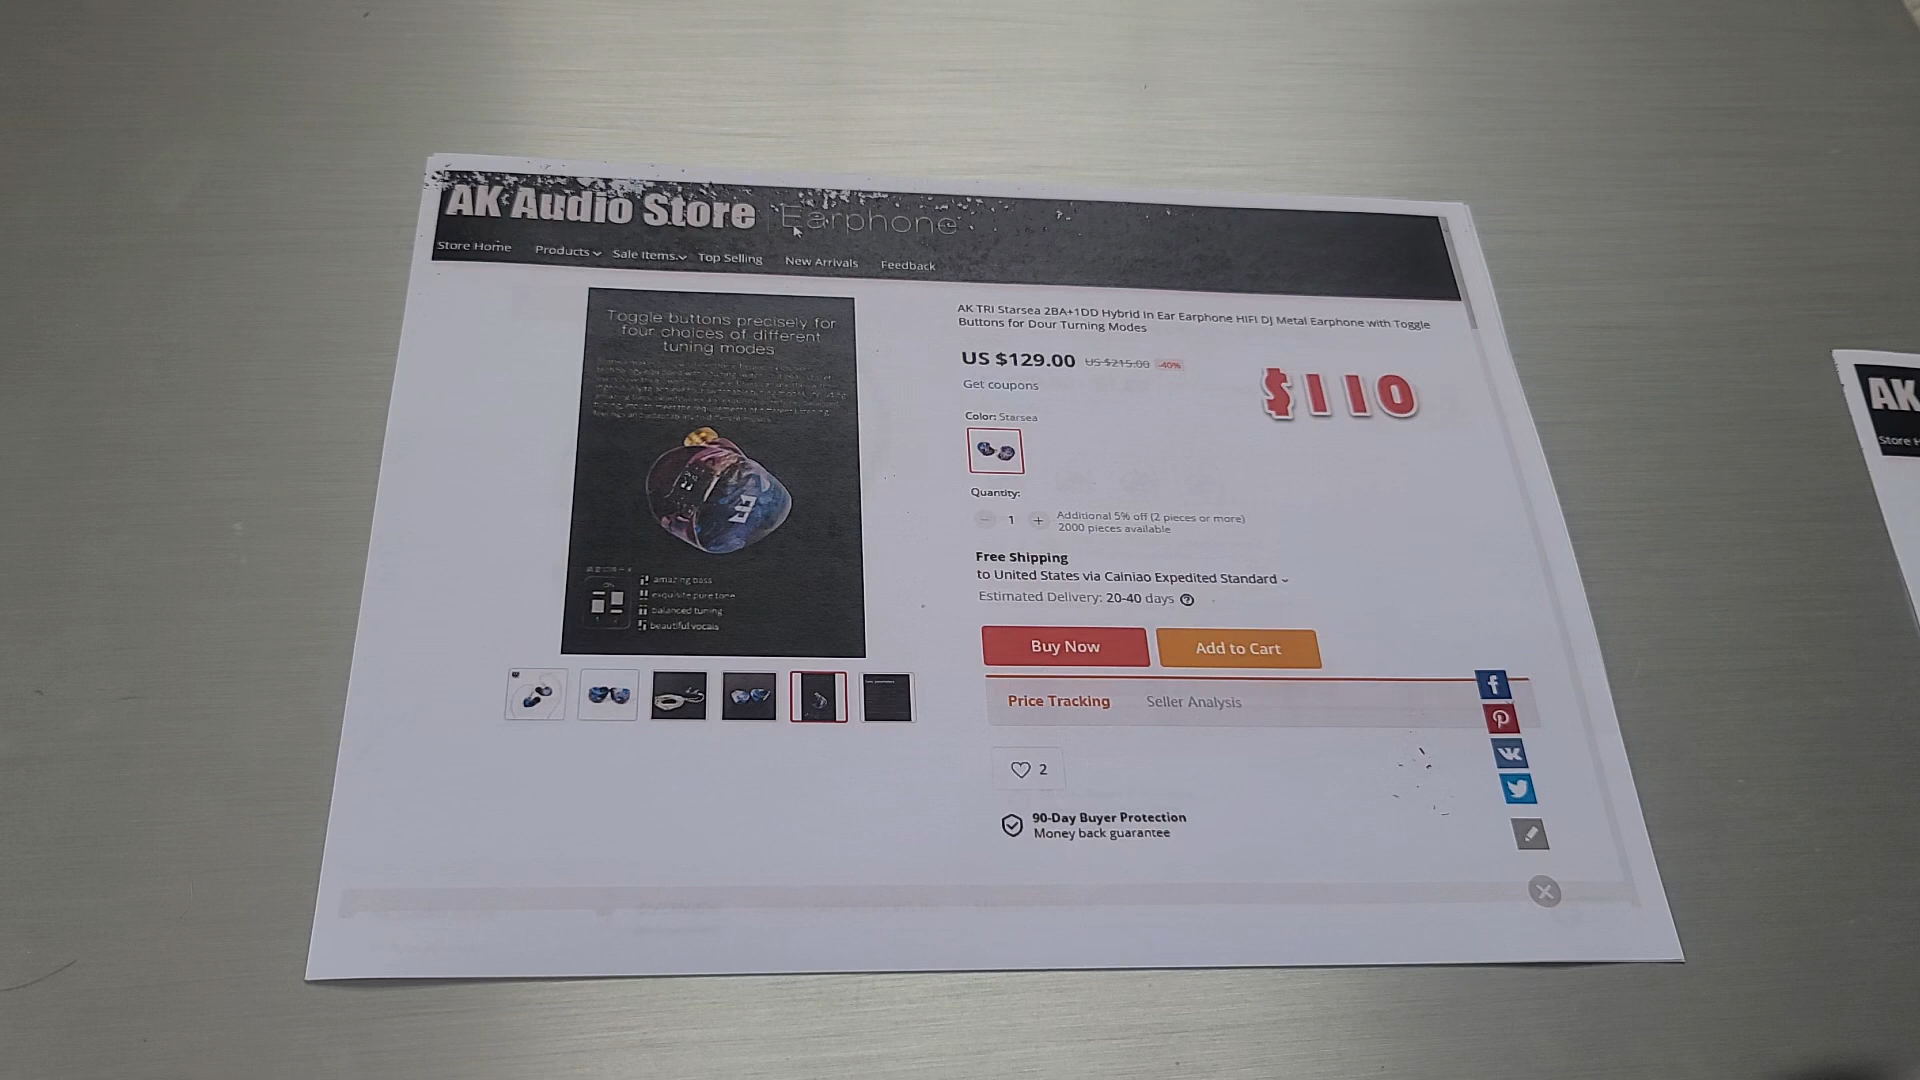 AK Audio Store Earphone
Store Home Products Sale Items Top Selling New Arrivals Feedback
Toggle buttons precisely for
four choices of different
tuning modes
amazing bass
exquisite pure tone
balanced tuning
beautiful vocals
AK TRI Starsea 2BA+1DD Hybrid In Ear Earphone HIFI DJ Metal Earphone with Toggle
Buttons for Dour Turning Modes
US $129.00 US $215.00 -40%
$110
Get coupons
Color: Starsea
Quantity:
− 1 + Additional 5% off (2 pieces or more)
2000 pieces available
Free Shipping
to United States via Cainiao Expedited Standard
Estimated Delivery: 20-40 days
Buy Now Add to Cart
Price Tracking Seller Analysis
2
90-Day Buyer Protection
Money back guarantee
AK
Store H